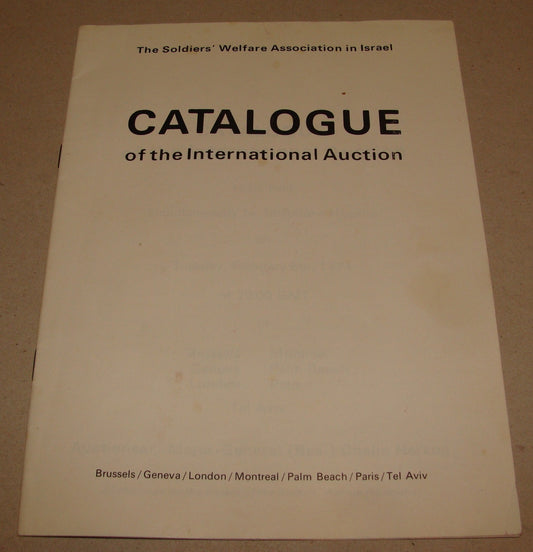 The Soldiers' Welfare Association in Israel
CATALOGUE
of the International Auction
Brussels / Geneva / London / Montreal / Palm Beach / Paris / Tel Aviv